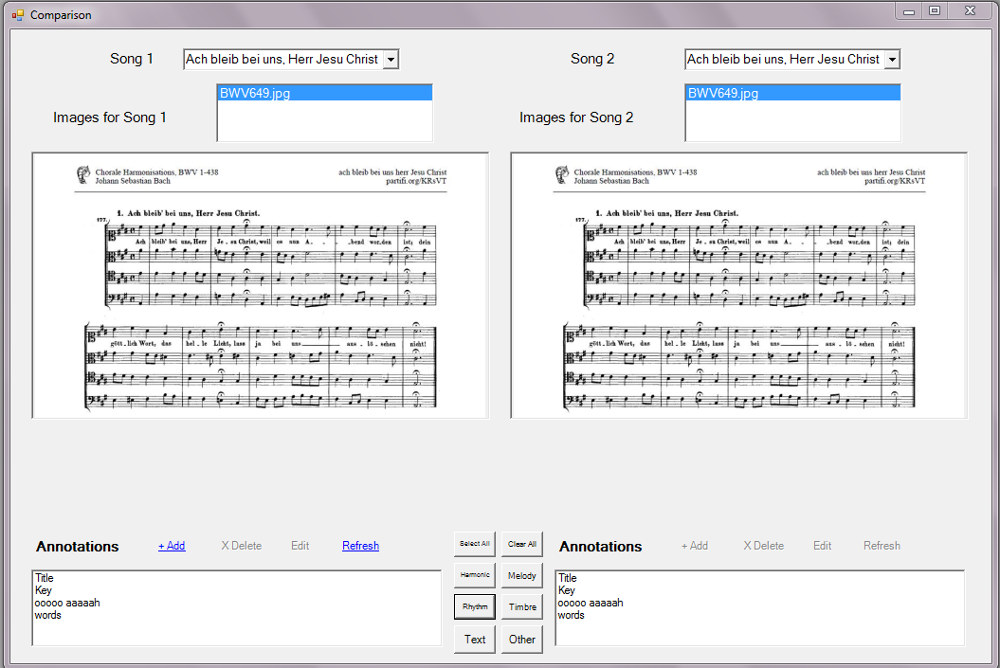 Comparison
Song 1
Ach bleib bei uns, Herr Jesu Christ
Song 2
Ach bleib bei uns, Herr Jesu Christ
Images for Song 1
BWV649.jpg
Images for Song 2
BWV649.jpg
Chorale Harmonisations, BWV 1-438
Johann Sebastian Bach
ach bleib bei uns herr Jesu Christ
partifi.org/KRsVT
1. Ach bleib' bei uns, Herr Jesu Christ.
177.
Ach bleib' bei uns, Herr Je - su Christ, weil es nun A - - - bend wor.den ist; dein
gött.lich Wort, das hel - le Licht, lass ja bei uns aus - lö - schen nicht!
Chorale Harmonisations, BWV 1-438
Johann Sebastian Bach
ach bleib bei uns herr Jesu Christ
partifi.org/KRsVT
1. Ach bleib' bei uns, Herr Jesu Christ.
177.
Ach bleib' bei uns, Herr Je - su Christ, weil es nun A - - - bend wor.den ist; dein
gött.lich Wort, das hel - le Licht, lass ja bei uns aus - lö - schen nicht!
Annotations
+ Add
X Delete
Edit
Refresh
Title
Key
ooooo aaaaah
words
Select All
Clear All
Harmonic
Melody
Rhythm
Timbre
Text
Other
Annotations
+ Add
X Delete
Edit
Refresh
Title
Key
ooooo aaaaah
words